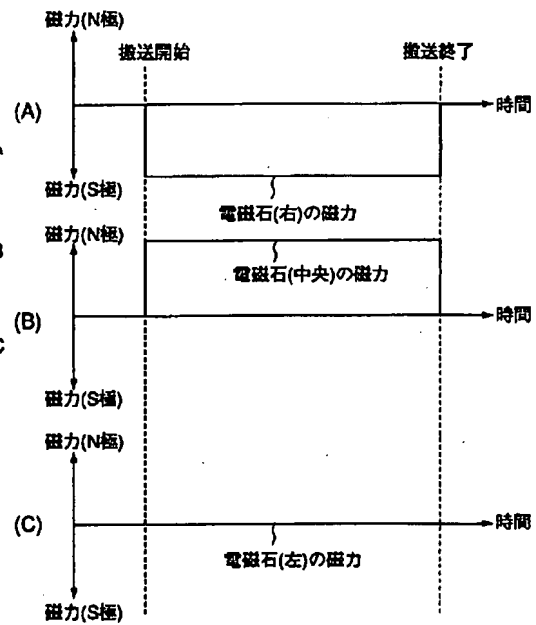 磁力(N極)
搬送開始
搬送終了
時間
(A)
磁力(S極)
電磁石(右)の磁力
磁力(N極)
B
電磁石(中央)の磁力
時間
(B)
C
磁力(S極)
磁力(N極)
時間
(C)
電磁石(左)の磁力
磁力(S極)